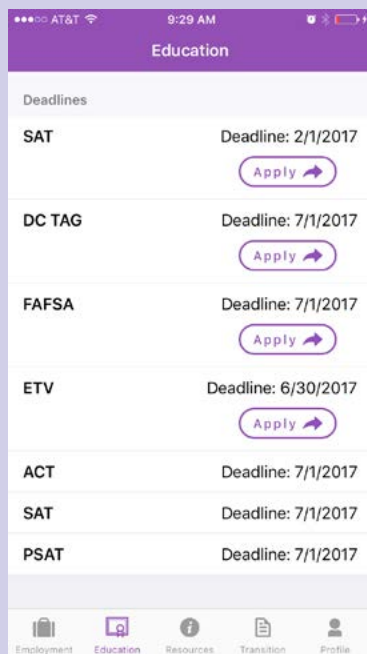 AT&T 9:29 AM
Education
Deadlines
SAT Deadline: 2/1/2017
Apply
DC TAG Deadline: 7/1/2017
Apply
FAFSA Deadline: 7/1/2017
Apply
ETV Deadline: 6/30/2017
Apply
ACT Deadline: 7/1/2017
SAT Deadline: 7/1/2017
PSAT Deadline: 7/1/2017
Employment Education Resources Transition Profile